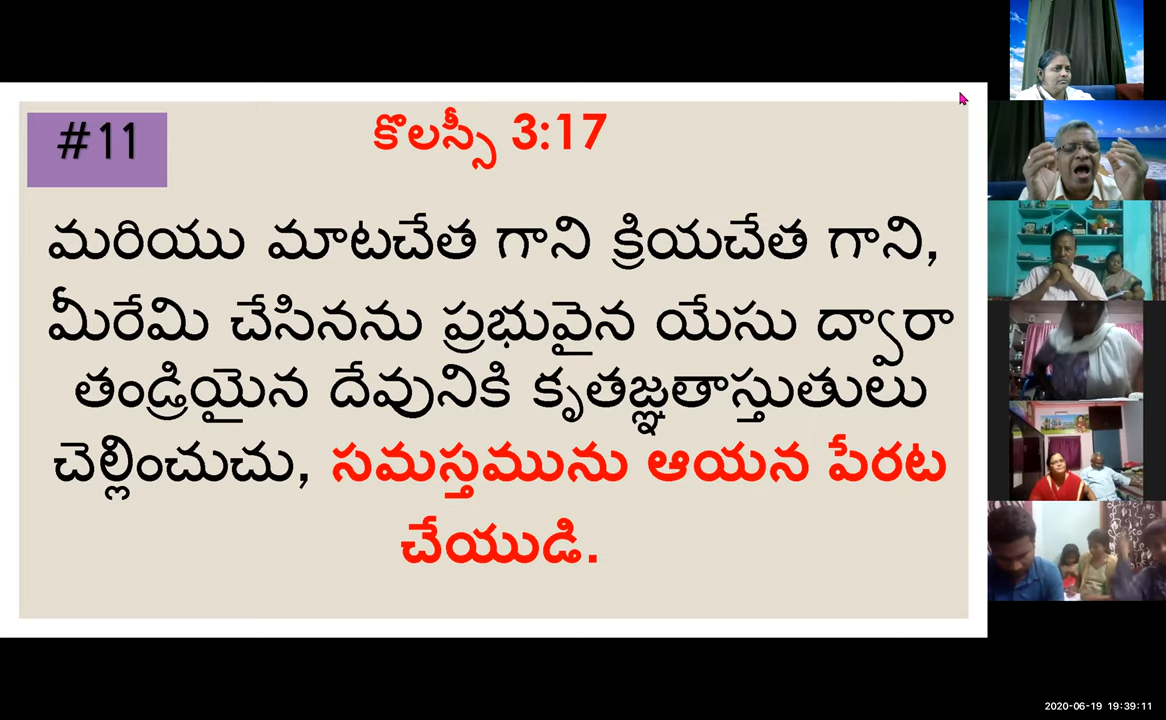 #11
కొలస్సీ 3:17
మరియు మాటచేత గాని క్రియచేత గాని,
మీరేమి చేసినను ప్రభువైన యేసు ద్వారా
తండ్రియైన దేవునికి కృతజ్ఞతాస్తుతులు
చెల్లించుచు, సమస్తమును ఆయన పేరట
చేయుడి.
2020-06-19 19:39:11